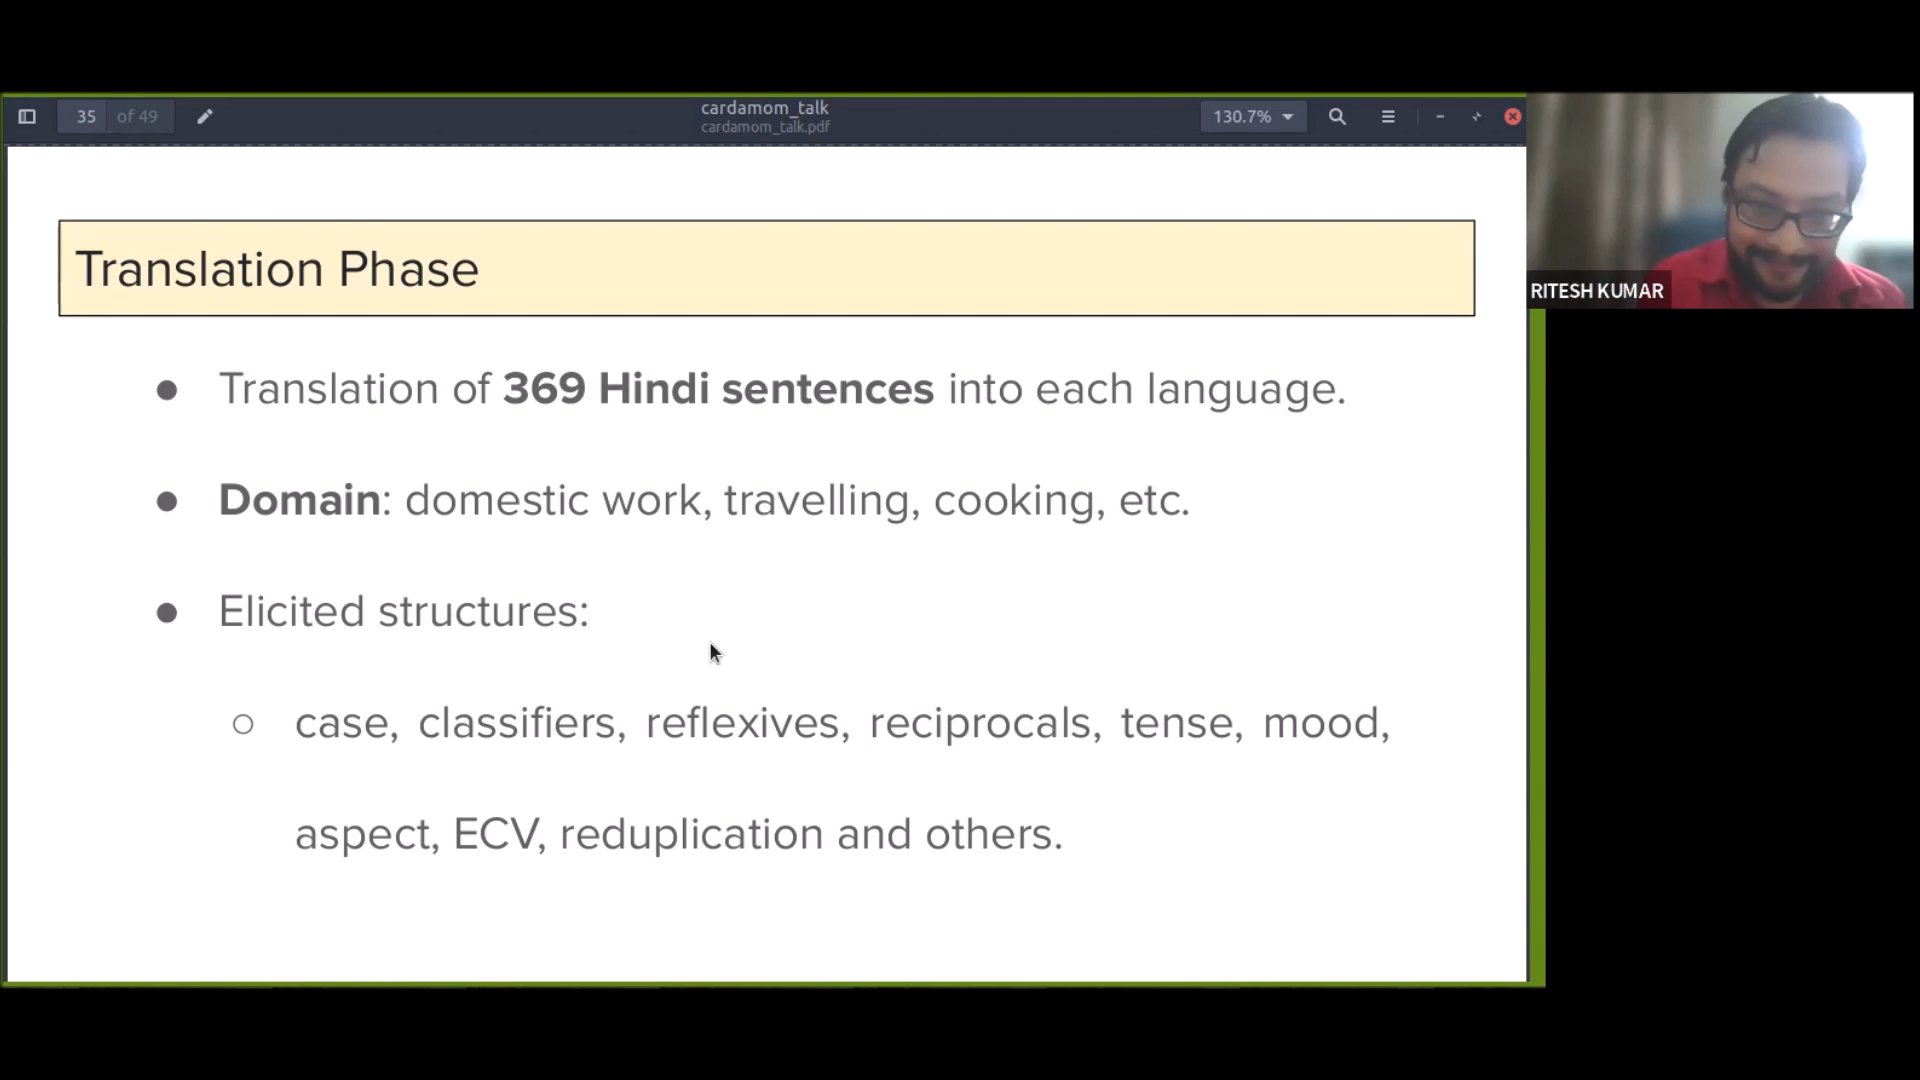 35 of 49
cardamom_talk
cardamom_talk.pdf
130.7%
Translation Phase
● Translation of 369 Hindi sentences into each language.
● Domain: domestic work, travelling, cooking, etc.
● Elicited structures:
○ case, classifiers, reflexives, reciprocals, tense, mood,
aspect, ECV, reduplication and others.
RITESH KUMAR